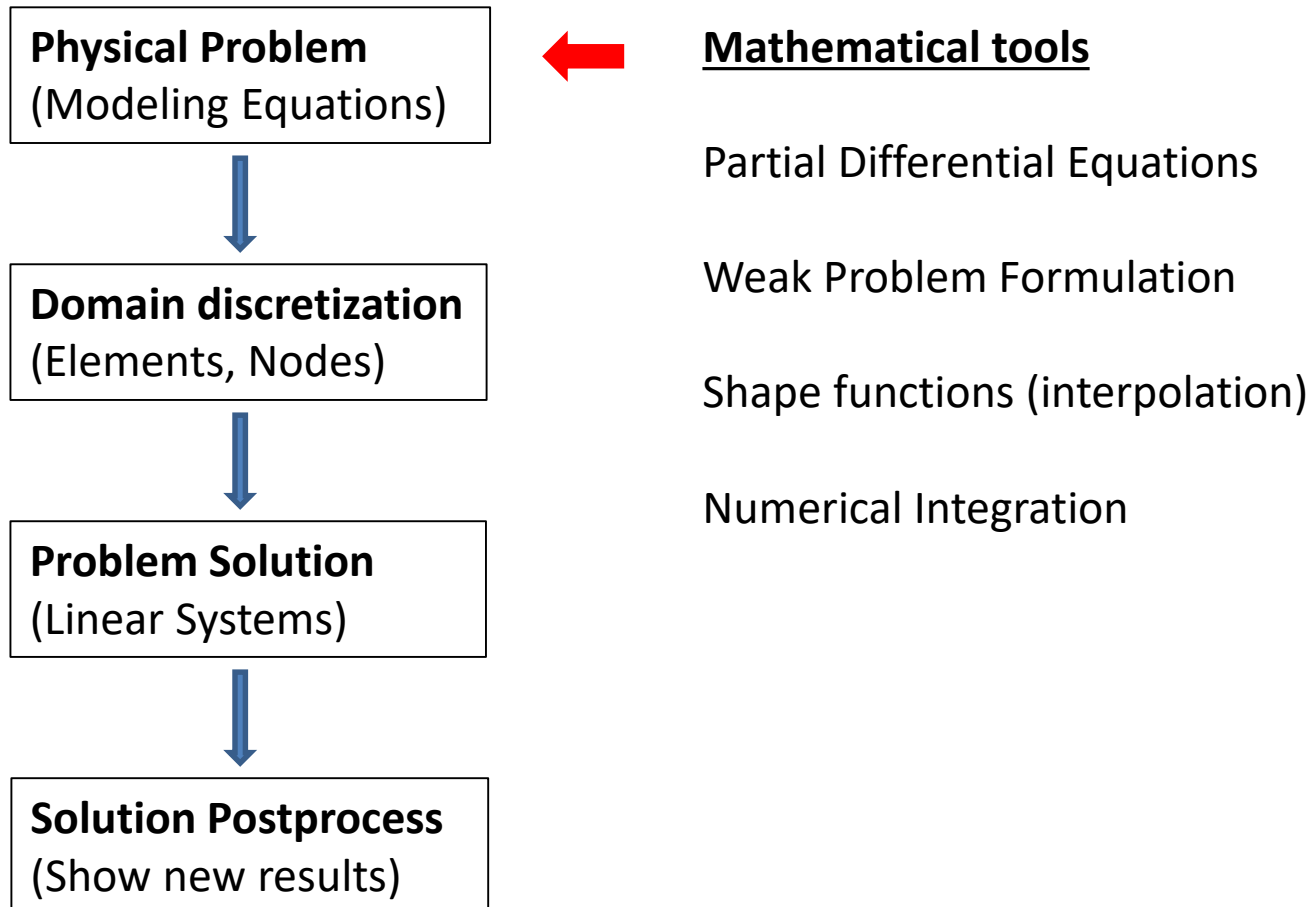 Physical Problem
(Modeling Equations)
Domain discretization
(Elements, Nodes)
Problem Solution
(Linear Systems)
Solution Postprocess
(Show new results)
Mathematical tools
Partial Differential Equations
Weak Problem Formulation
Shape functions (interpolation)
Numerical Integration